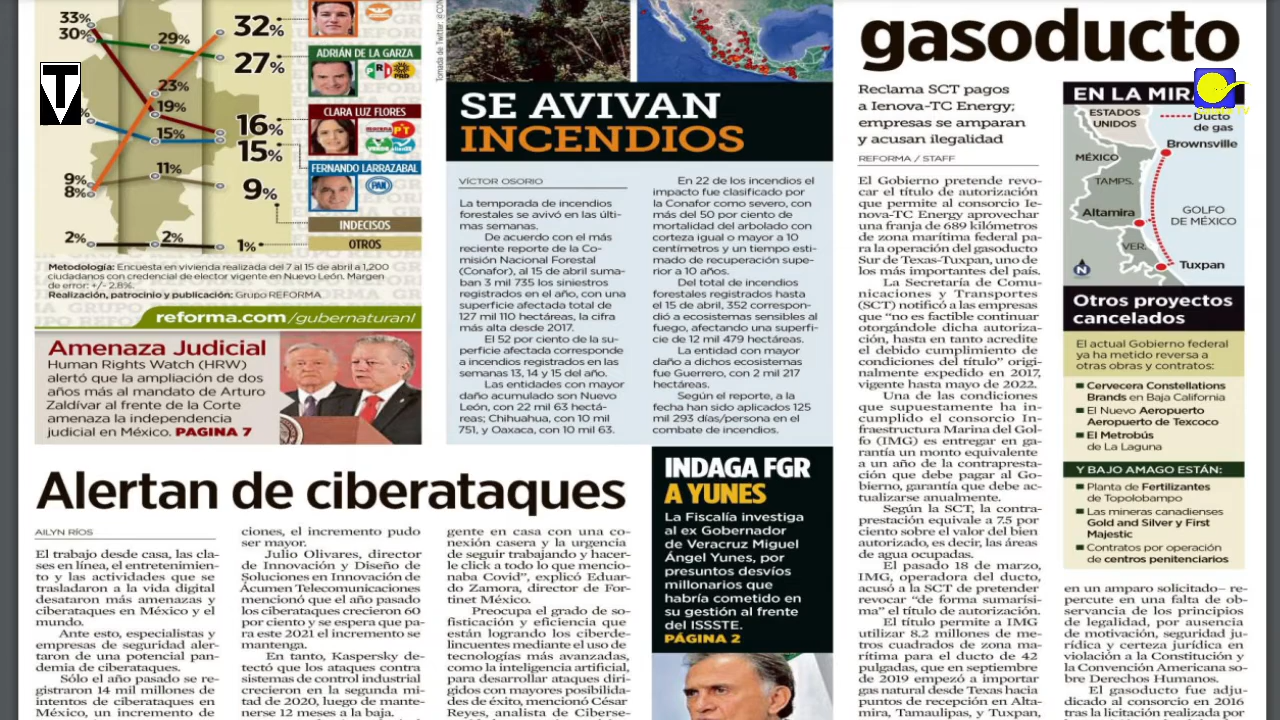 33%
30%
29%
32%
27%
23%
19%
16%
15%
15%
11%
9%
8%
9%
2%
2%
1%
ADRIÁN DE LA GARZA
PRI
PRD
CLARA LUZ FLORES
morena
PT
VERDE
FERNANDO LARRAZABAL
PAN
INDECISOS
OTROS
Metodología: Encuesta en vivienda realizada del 7 al 15 de abril a 1,200
ciudadanos con credencial de elector vigente en Nuevo León. Margen
de error: +/- 2.8%.
Realización, patrocinio y publicación: Grupo REFORMA
reforma.com/gubernaturanl
Amenaza Judicial
Human Rights Watch (HRW)
alertó que la ampliación de dos
años más al mandato de Arturo
Zaldívar al frente de la Corte
amenaza la independencia
judicial en México. PAGINA 7
SE AVIVAN
INCENDIOS
VÍCTOR OSORIO
La temporada de incendios
forestales se avivó en las últi-
mas semanas.
De acuerdo con el más
reciente reporte de la Co-
misión Nacional Forestal
(Conafor), al 15 de abril suma-
ban 3 mil 735 los siniestros
registrados en el año, con una
superficie afectada total de
127 mil 110 hectáreas, la cifra
más alta desde 2017.
El 52 por ciento de la su-
perficie afectada corresponde
a incendios registrados en las
semanas 13, 14 y 15 del año.
Las entidades con mayor
daño acumulado son Nuevo
León, con 22 mil 63 hectá-
reas; Chihuahua, con 10 mil
751, y Oaxaca, con 10 mil 63.
En 22 de los incendios el
impacto fue clasificado por
la Conafor como severo, con
más del 50 por ciento de
mortalidad del arbolado con
corteza igual o mayor a 10
centímetros y un tiempo esti-
mado de recuperación supe-
rior a 10 años.
Del total de incendios
forestales registrados hasta
el 15 de abril, 352 correspon-
dió a ecosistemas sensibles al
fuego, afectando una superfi-
cie de 12 mil 479 hectáreas.
La entidad con mayor
daño a dichos ecosistemas
fue Guerrero, con 2 mil 217
hectáreas.
Según el reporte, a la
fecha han sido aplicados 125
mil 293 días/persona en el
combate de incendios.
Alertan de ciberataques
AILYN RÍOS
El trabajo desde casa, las cla-
ses en línea, el entretenimien-
to y las actividades que se
trasladaron a la vida digital
desataron más amenazas y
ciberataques en México y el
mundo.
Ante esto, especialistas y
empresas de seguridad aler-
taron de una potencial pan-
demia de ciberataques.
Sólo el año pasado se re-
gistraron 14 mil millones de
intentos de ciberataques en
México, un incremento de
ciones, el incremento pudo
ser mayor.
Julio Olivares, director
de Innovación y Diseño de
Soluciones en Innovación de
Ácumen Telecomunicaciones
mencionó que el año pasado
los ciberataques crecieron 60
por ciento y se espera que pa-
ra este 2021 el incremento se
mantenga.
En tanto, Kaspersky de-
tectó que los ataques contra
sistemas de control industrial
crecieron en la segunda mi-
tad de 2020, luego de mante-
nerse 12 meses a la baja.
gente en casa con una co-
nexión casera y la urgencia
de seguir trabajando y hacer-
le click a todo lo que mencio-
naba Covid", explicó Eduar-
do Zamora, director de For-
tinet México.
Preocupa el grado de so-
fisticación y eficiencia que
están logrando los ciberde-
lincuentes mediante el uso de
tecnologías más avanzadas,
como la inteligencia artificial,
para desarrollar ataques diri-
gidos con mayores posibilida-
des de éxito, mencionó César
Reyes, analista de Ciberse-
INDAGA FGR
A YUNES
La Fiscalía investiga
al ex Gobernador
de Veracruz Miguel
Ángel Yunes, por
presuntos desvíos
millonarios que
habría cometido en
su gestión al frente
del ISSSTE.
PÁGINA 2
gasoducto
Reclama SCT pagos
a Ienova-TC Energy;
empresas se amparan
y acusan ilegalidad
REFORMA / STAFF
El Gobierno pretende revo-
car el título de autorización
que permite al consorcio Ie-
nova-TC Energy aprovechar
una franja de 689 kilómetros
de zona marítima federal pa-
ra la operación del gasoducto
Sur de Texas-Tuxpan, uno de
los más importantes del país.
La Secretaría de Comu-
nicaciones y Transportes
(SCT) notificó a las empresas
que “no es factible continuar
otorgándole dicha autoriza-
ción, hasta en tanto acredite
el debido cumplimiento de
condiciones del título” origi-
nalmente expedido en 2017,
vigente hasta mayo de 2022.
Una de las condiciones
que supuestamente ha in-
cumplido el consorcio In-
fraestructura Marina del Gol-
fo (IMG) es entregar en ga-
rantía un monto equivalente
a un año de la contrapresta-
ción que debe pagar al Go-
bierno, garantía que debe ac-
tualizarse anualmente.
Según la SCT, la contra-
prestación equivale a 7.5 por
ciento sobre el valor del bien
autorizado, es decir, las áreas
de agua ocupadas.
El pasado 18 de marzo,
IMG, operadora del ducto,
acusó a la SCT de pretender
revocar “de forma sumarísi-
ma” el título de autorización.
El título permite a IMG
utilizar 8.2 millones de me-
tros cuadrados de zona ma-
rítima para el ducto de 42
pulgadas, que en septiembre
de 2019 empezó a importar
gas natural desde Texas hacia
puntos de recepción en Alta-
mira, Tamaulipas, y Tuxpan,
EN LA MIRA
ESTADOS
UNIDOS
Ducto
de gas
Brownsville
MÉXICO
TAMPS.
Altamira
GOLFO
DE MÉXICO
VER.
Tuxpan
N
Otros proyectos
cancelados
El actual Gobierno federal
ya ha metido reversa a
otras obras y contratos:
Cervecera Constellations
Brands en Baja California
El Nuevo Aeropuerto
Aeropuerto de Texcoco
El Metrobús
de La Laguna
Y BAJO AMAGO ESTÁN:
Planta de Fertilizantes
de Topolobampo
Las mineras canadienses
Gold and Silver y First
Majestic
Contratos por operación
de centros penitenciarios
en un amparo solicitado– re-
percute en una falta de ob-
servancia de los principios
de legalidad, por ausencia
de motivación, seguridad ju-
rídica y certeza jurídica en
violación a la Constitución y
la Convención Americana so-
bre Derechos Humanos.
El gasoducto fue adju-
dicado al consorcio en 2016
tras la licitación realizada por